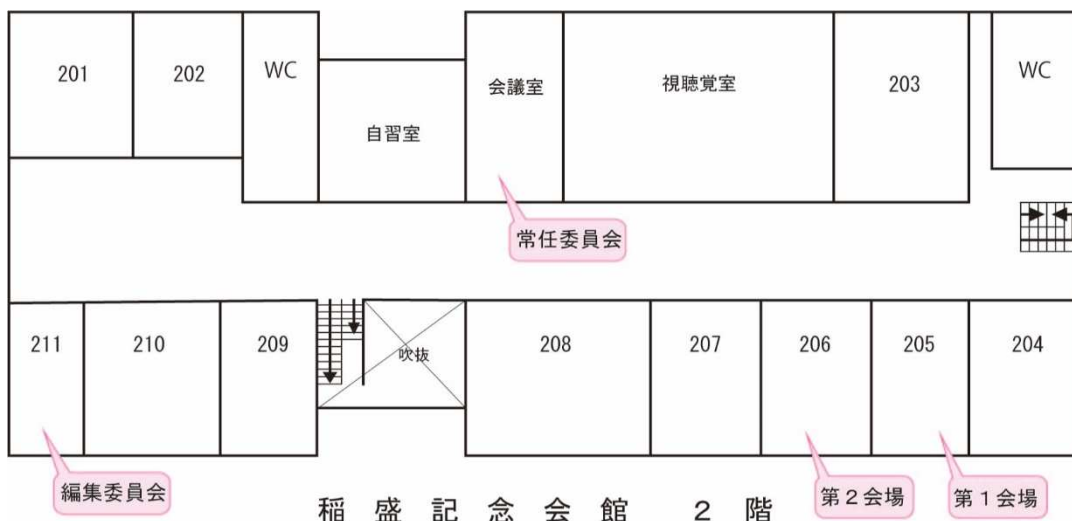 201
202
WC
自習室
会議室
視聴覚室
203
WC
常任委員会
211
210
209
吹抜
208
207
206
205
204
編集委員会
第2会場
第1会場
稲盛記念会館 2階